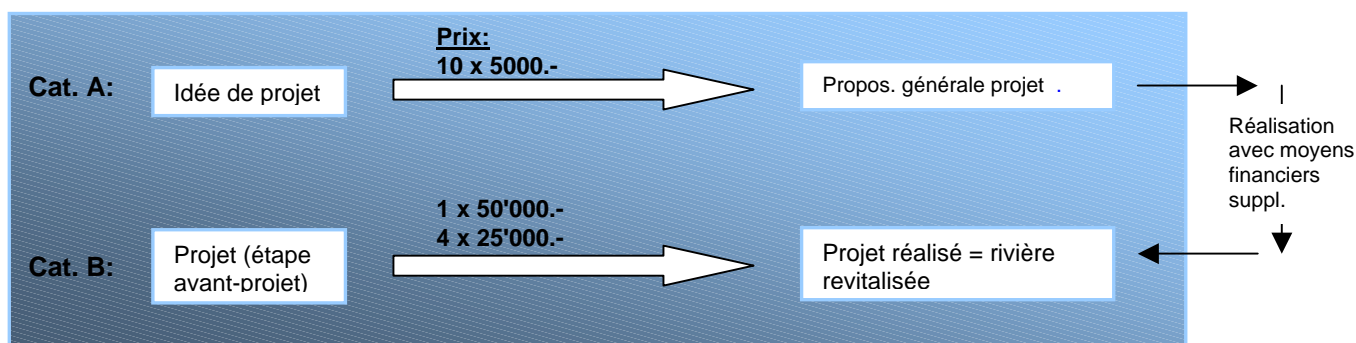 Prix:
10 x 5000.-
Cat. A:
Idée de projet
Propos. générale projet .
Réalisation
avec moyens
financiers
suppl.
1 x 50'000.-
4 x 25'000.-
Cat. B:
Projet (étape
avant-projet)
Projet réalisé = rivière
revitalisée